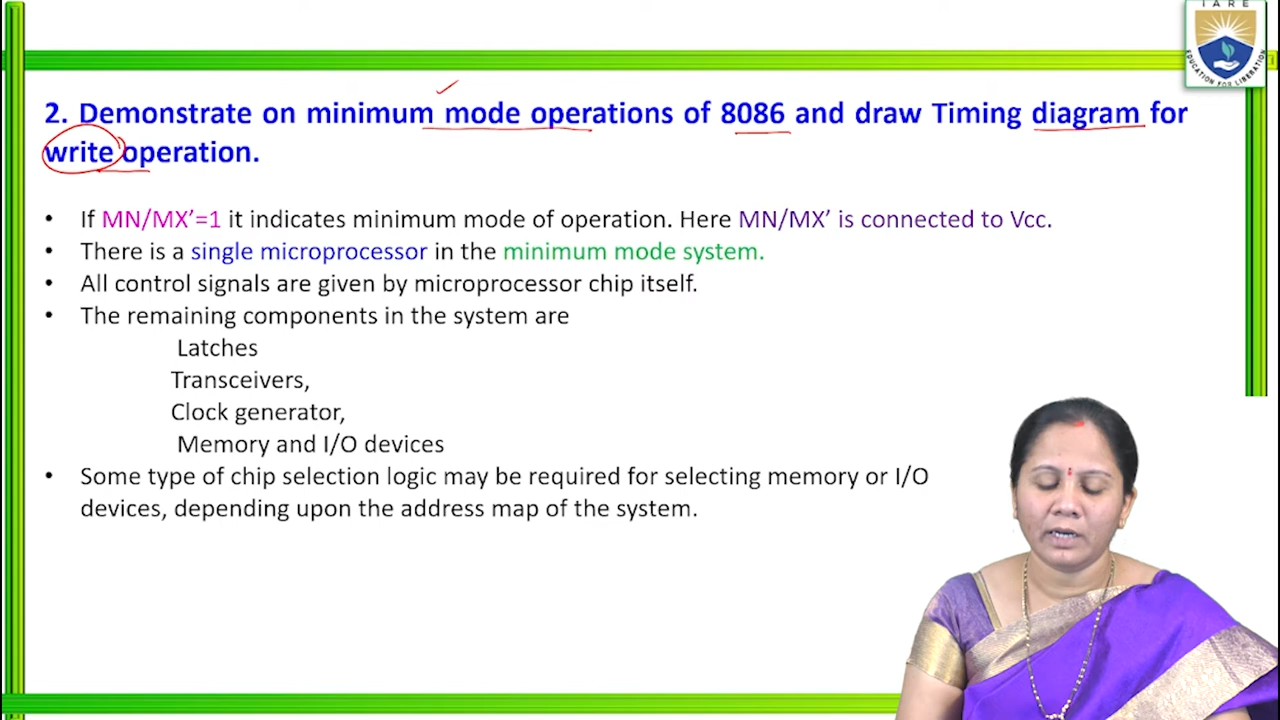 IARE
EDUCATION FOR LIBERATION
2. Demonstrate on minimum mode operations of 8086 and draw Timing diagram for
write operation.
• If MN/MX’=1 it indicates minimum mode of operation. Here MN/MX’ is connected to Vcc.
• There is a single microprocessor in the minimum mode system.
• All control signals are given by microprocessor chip itself.
• The remaining components in the system are
Latches
Transceivers,
Clock generator,
Memory and I/O devices
• Some type of chip selection logic may be required for selecting memory or I/O
devices, depending upon the address map of the system.